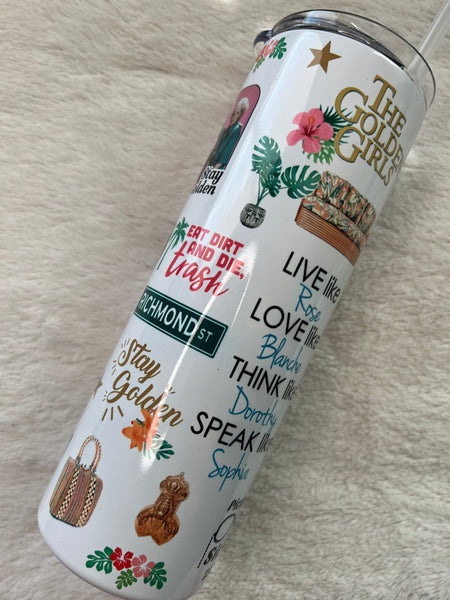 THE
GOLDEN
GIRLS
Stay
EAT DIRT
AND DIE,
trash
RICHMOND ST
Stay
Golden
LIVE like
Rose
LOVE like
Blanche
THINK like
Dorothy
SPEAK like
Sophia